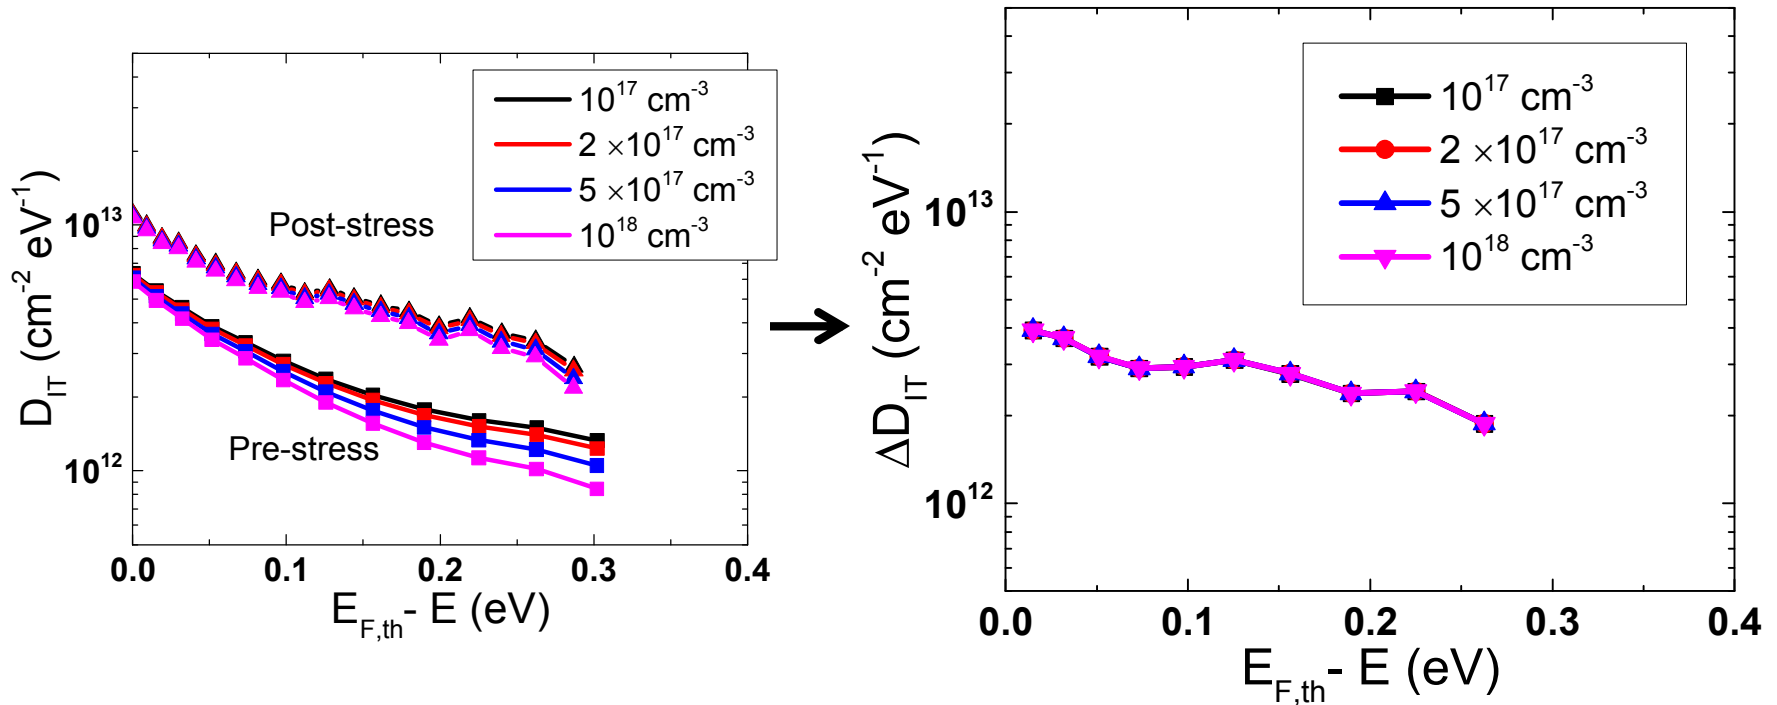 D_IT (cm^-2 eV^-1)
10^13
10^12
10^17 cm^-3
2 ×10^17 cm^-3
5 ×10^17 cm^-3
10^18 cm^-3
Post-stress
Pre-stress
0.0 0.1 0.2 0.3 0.4
E_F,th - E (eV)
ΔD_IT (cm^-2 eV^-1)
10^13
10^12
10^17 cm^-3
2 ×10^17 cm^-3
5 ×10^17 cm^-3
10^18 cm^-3
0.0 0.1 0.2 0.3 0.4
E_F,th - E (eV)